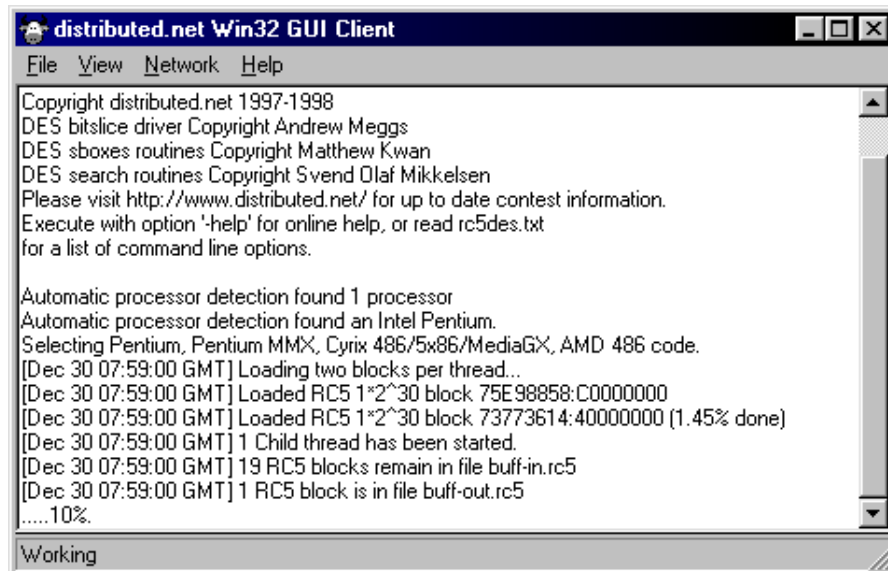 distributed.net Win32 GUI Client
File View Network Help
Copyright distributed.net 1997-1998
DES bitslice driver Copyright Andrew Meggs
DES sboxes routines Copyright Matthew Kwan
DES search routines Copyright Svend Olaf Mikkelsen
Please visit http://www.distributed.net/ for up to date contest information.
Execute with option '-help' for online help, or read rc5des.txt
for a list of command line options.
Automatic processor detection found 1 processor
Automatic processor detection found an Intel Pentium.
Selecting Pentium, Pentium MMX, Cyrix 486/5x86/MediaGX, AMD 486 code.
[Dec 30 07:59:00 GMT] Loading two blocks per thread...
[Dec 30 07:59:00 GMT] Loaded RC5 1*2^30 block 75E98858:C0000000
[Dec 30 07:59:00 GMT] Loaded RC5 1*2^30 block 73773614:40000000 (1.45% done)
[Dec 30 07:59:00 GMT] 1 Child thread has been started.
[Dec 30 07:59:00 GMT] 19 RC5 blocks remain in file buff-in.rc5
[Dec 30 07:59:00 GMT] 1 RC5 block is in file buff-out.rc5
.....10%.
Working